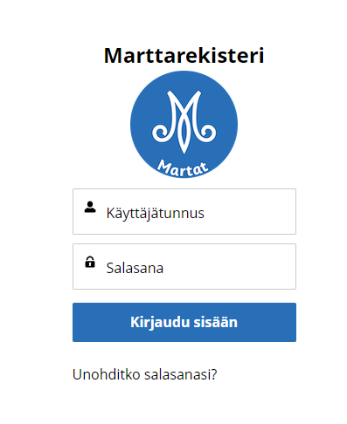 Marttarekisteri
Martat
Käyttäjätunnus
Salasana
Kirjaudu sisään
Unohditko salasanasi?